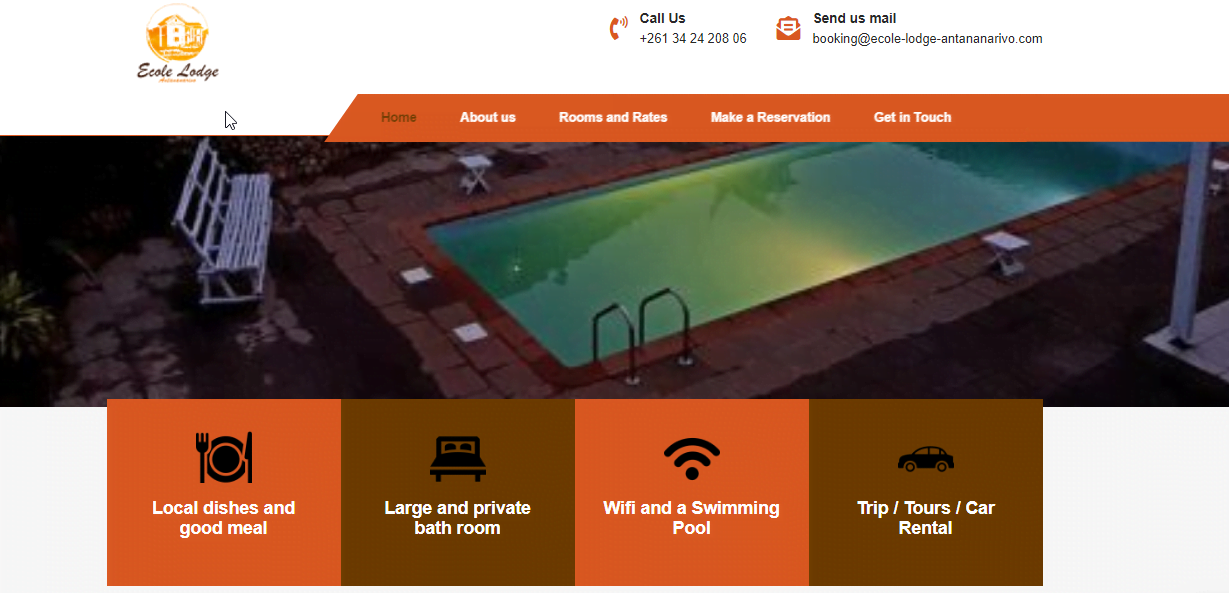 Ecole Lodge
Antananarivo
Call Us
+261 34 24 208 06
Send us mail
booking@ecole-lodge-antananarivo.com
Home
About us
Rooms and Rates
Make a Reservation
Get in Touch
Local dishes and
good meal
Large and private
bath room
Wifi and a Swimming
Pool
Trip / Tours / Car
Rental